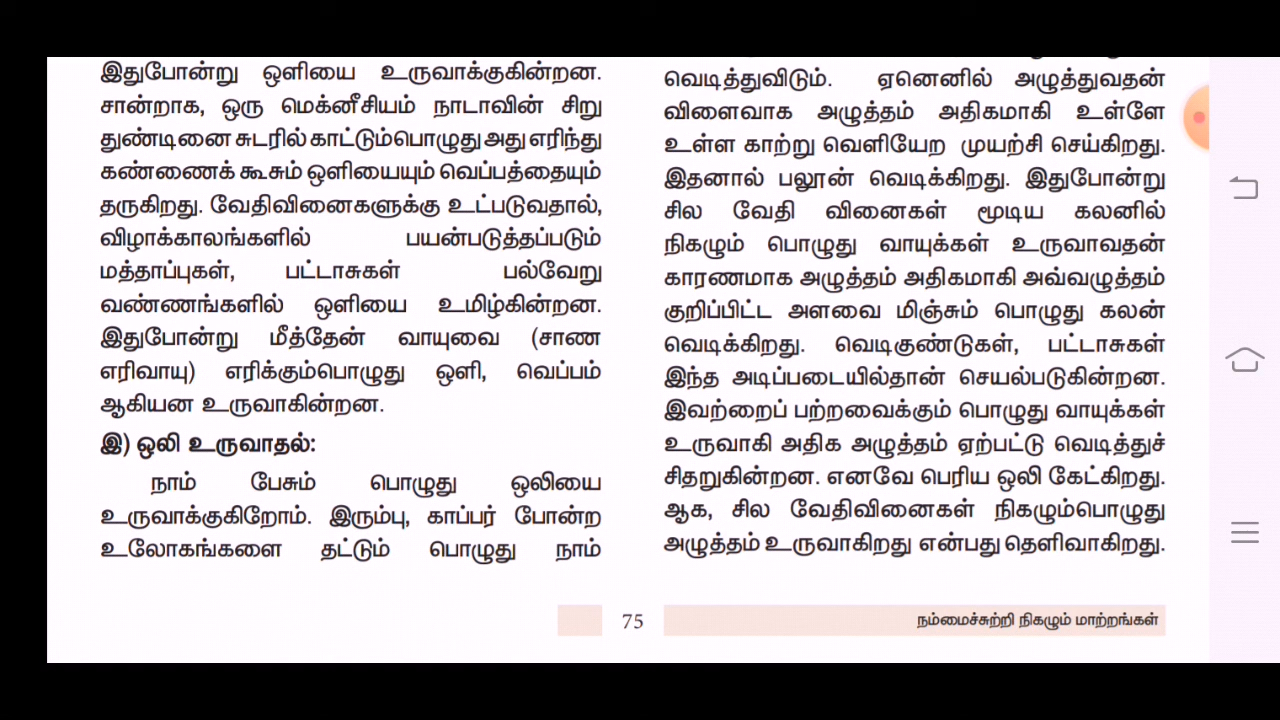 இதுபோன்று ஒளியை உருவாக்குகின்றன.
சான்றாக, ஒரு மெக்னீசியம் நாடாவின் சிறு
துண்டினை சுடரில் காட்டும்பொழுது அது எரிந்து
கண்ணைக் கூசும் ஒளியையும் வெப்பத்தையும்
தருகிறது. வேதிவினைகளுக்கு உட்படுவதால்,
விழாக்காலங்களில் பயன்படுத்தப்படும்
மத்தாப்புகள், பட்டாசுகள் பல்வேறு
வண்ணங்களில் ஒளியை உமிழ்கின்றன.
இதுபோன்று மீத்தேன் வாயுவை (சாண
எரிவாயு) எரிக்கும்பொழுது ஒளி, வெப்பம்
ஆகியன உருவாகின்றன.
இ) ஒலி உருவாதல்:
நாம் பேசும் பொழுது ஒலியை
உருவாக்குகிறோம். இரும்பு, காப்பர் போன்ற
உலோகங்களை தட்டும் பொழுது நாம்
வெடித்துவிடும். ஏனெனில் அழுத்துவதன்
விளைவாக அழுத்தம் அதிகமாகி உள்ளே
உள்ள காற்று வெளியேற முயற்சி செய்கிறது.
இதனால் பலூன் வெடிக்கிறது. இதுபோன்று
சில வேதி வினைகள் மூடிய கலனில்
நிகழும் பொழுது வாயுக்கள் உருவாவதன்
காரணமாக அழுத்தம் அதிகமாகி அவ்வழுத்தம்
குறிப்பிட்ட அளவை மிஞ்சும் பொழுது கலன்
வெடிக்கிறது. வெடிகுண்டுகள், பட்டாசுகள்
இந்த அடிப்படையில்தான் செயல்படுகின்றன.
இவற்றைப் பற்றவைக்கும் பொழுது வாயுக்கள்
உருவாகி அதிக அழுத்தம் ஏற்பட்டு வெடித்துச்
சிதறுகின்றன. எனவே பெரிய ஒலி கேட்கிறது.
ஆக, சில வேதிவினைகள் நிகழும்பொழுது
அழுத்தம் உருவாகிறது என்பது தெளிவாகிறது.
75
நம்மைச்சுற்றி நிகழும் மாற்றங்கள்